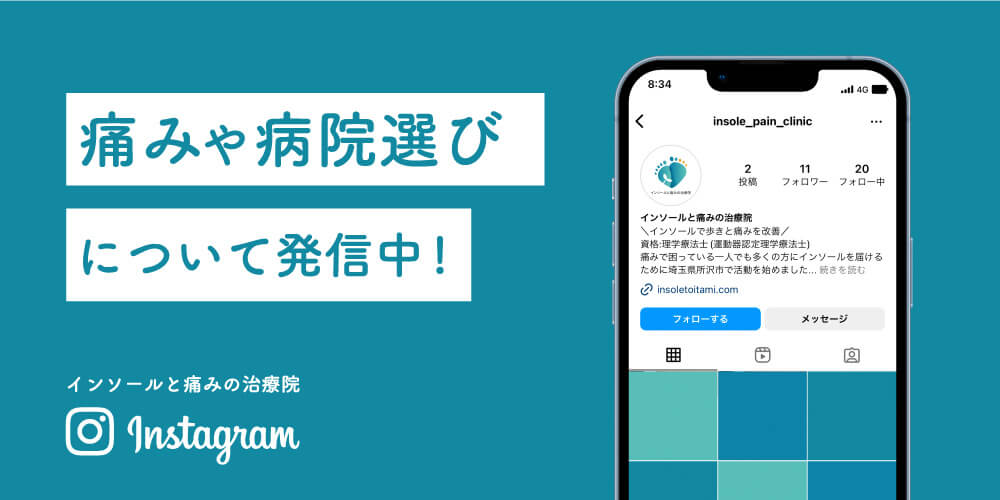 痛みや病院選び
について発信中！
インソールと痛みの治療院
Instagram
8:34
4G
insole_pain_clinic
インソールと痛みの治療院
2
投稿
11
フォロワー
20
フォロー中
インソールと痛みの治療院
＼インソールで歩きと痛みを改善／
資格:理学療法士 (運動器認定理学療法士)
痛みで困っている一人でも多くの方にインソールを届ける
ために埼玉県所沢市で活動を始めました... 続きを読む
insoletoitami.com
フォローする
メッセージ